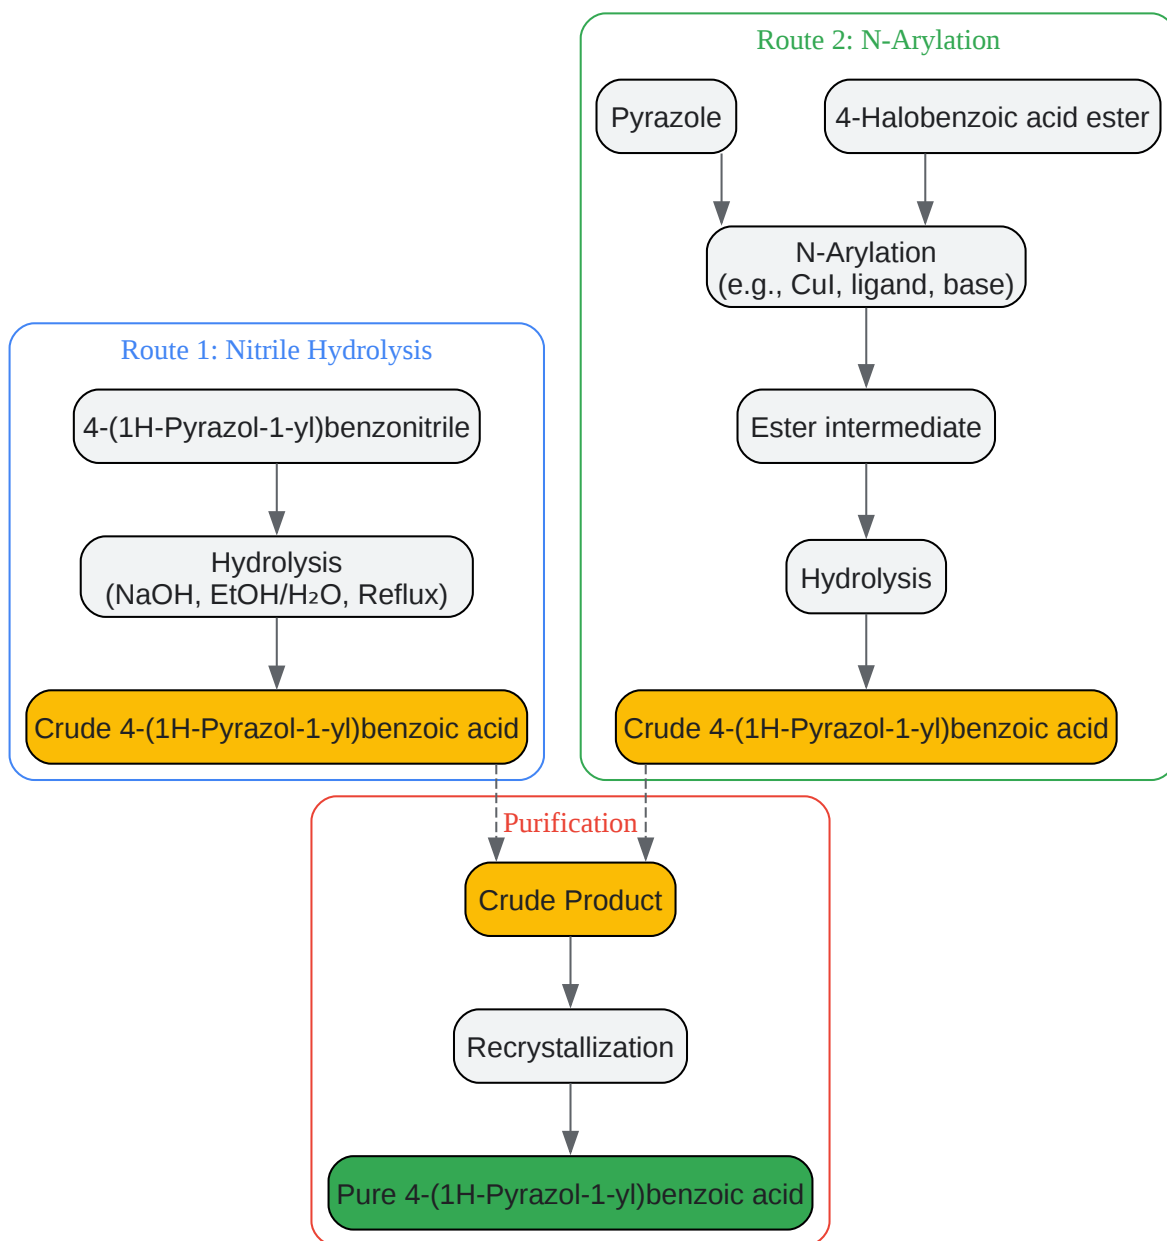 Route 2: N-Arylation
Pyrazole
4-Halobenzoic acid ester
N-Arylation
(e.g., CuI, ligand, base)
Ester intermediate
Hydrolysis
Crude 4-(1H-Pyrazol-1-yl)benzoic acid
Route 1: Nitrile Hydrolysis
4-(1H-Pyrazol-1-yl)benzonitrile
Hydrolysis
(NaOH, EtOH/H₂O, Reflux)
Crude 4-(1H-Pyrazol-1-yl)benzoic acid
Purification
Crude Product
Recrystallization
Pure 4-(1H-Pyrazol-1-yl)benzoic acid